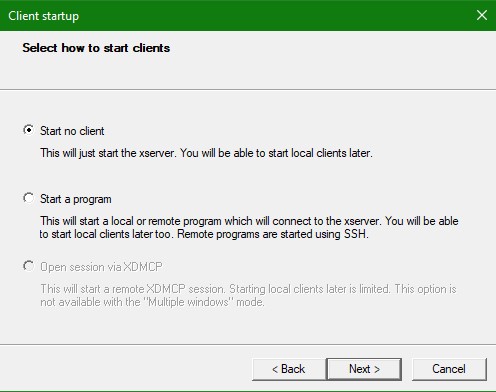 Client startup
Select how to start clients
Start no client
This will just start the xserver. You will be able to start local clients later.
Start a program
This will start a local or remote program which will connect to the xserver. You will be able
to start local clients later too. Remote programs are started using SSH.
Open session via XDMCP
This will start a remote XDMCP session. Starting local clients later is limited. This option is
not available with the "Multiple windows" mode.
< Back
Next >
Cancel